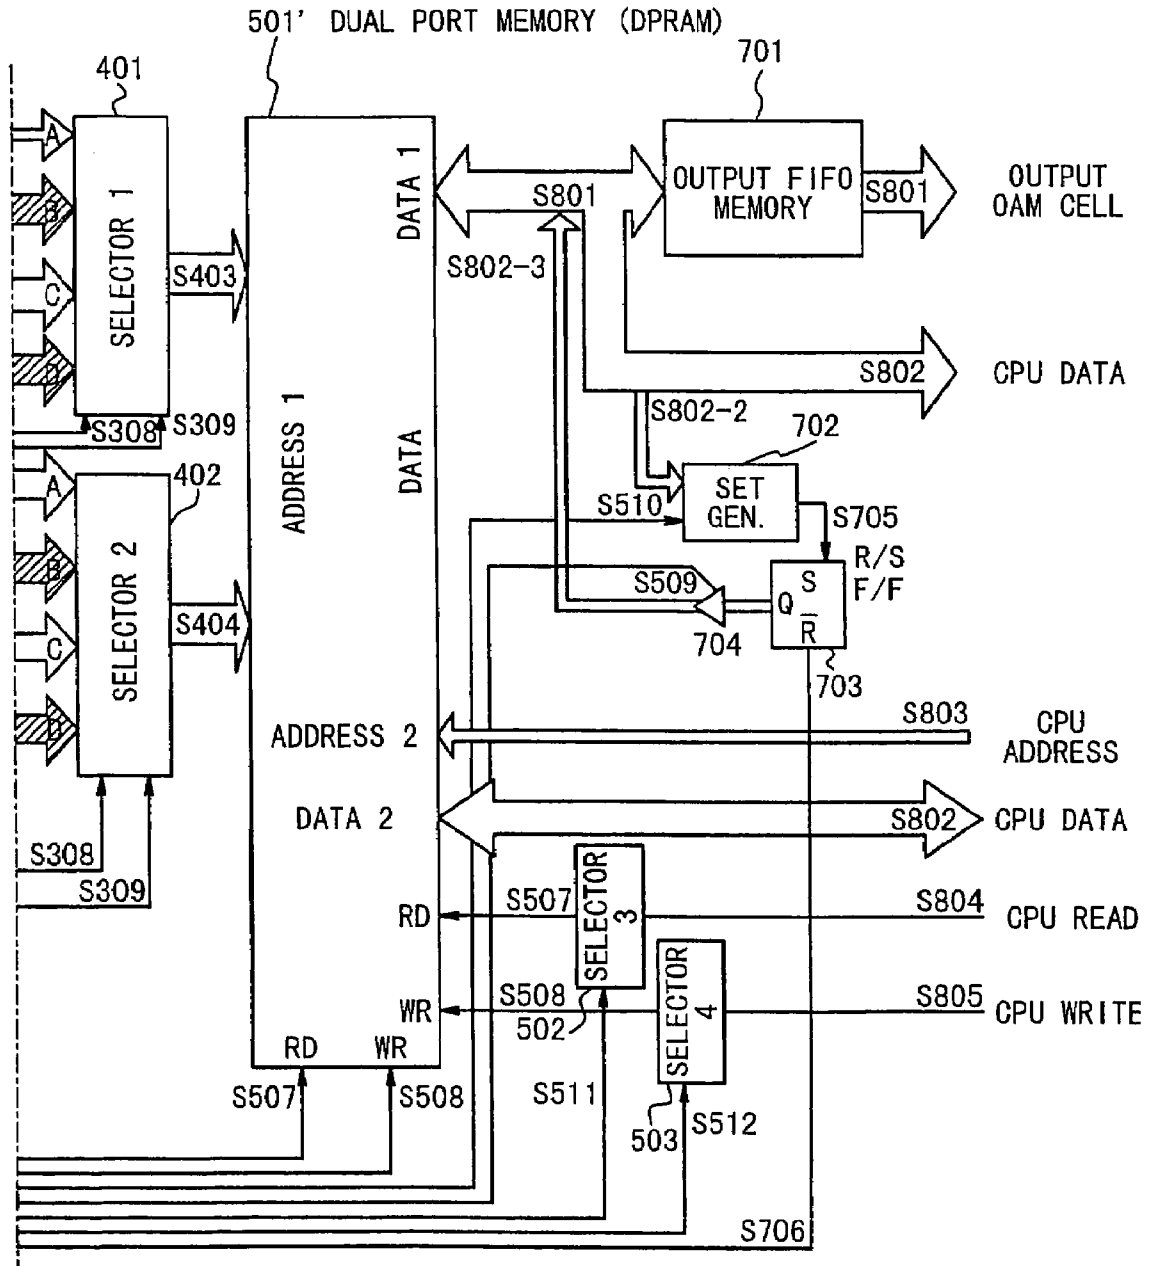 501' DUAL PORT MEMORY (DPRAM)
401
701
A
B
C
D
SELECTOR 1
S403
DATA 1
S801
OUTPUT FIFO
MEMORY
S801
OUTPUT
OAM CELL
S802-3
S802
CPU DATA
S308
S309
S802-2
702
ADDRESS 1
DATA
A
B
C
D
402
SELECTOR 2
S404
S510
SET
GEN.
S705
R/S
F/F
S509
Q
S
R̅
704
703
S803
CPU
ADDRESS
ADDRESS 2
DATA 2
S802
CPU DATA
S308
S309
RD
S507
SELECTOR
3
S804
CPU READ
WR
S508
502
SELECTOR
4
S805
CPU WRITE
RD
WR
S507
S508
S511
503
S512
S706